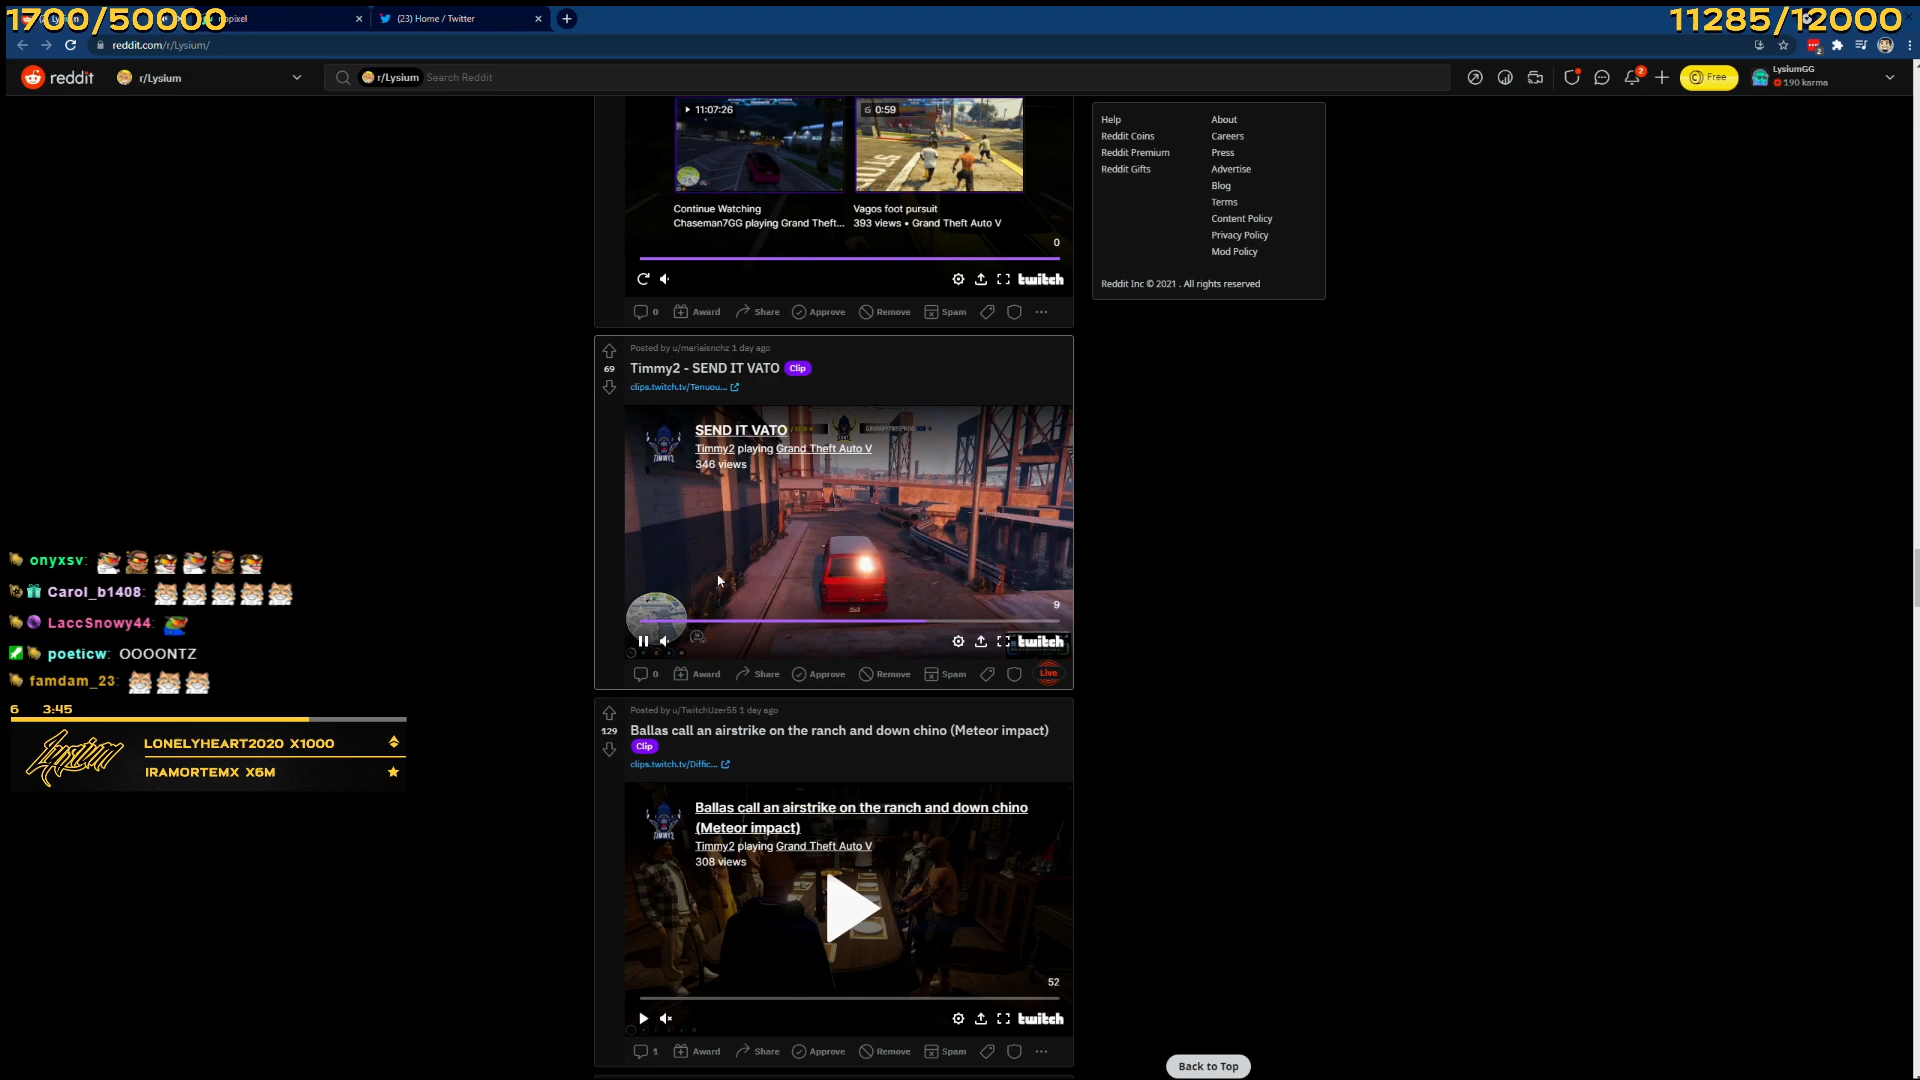 1700/50000
11285/12000
nopixel
(23) Home / Twitter
reddit.com/r/Lysium/
reddit
r/Lysium
r/Lysium
Search Reddit
2
2
Free
LysiumGG
190 karma
11:07:26
0:59
Continue Watching
Chaseman7GG playing Grand Theft...
Vagos foot pursuit
393 views • Grand Theft Auto V
0
twitch
0 Award Share Approve Remove Spam
Help
About
Reddit Coins
Careers
Reddit Premium
Press
Reddit Gifts
Advertise
Blog
Terms
Content Policy
Privacy Policy
Mod Policy
Reddit Inc © 2021 . All rights reserved
Posted by u/mariaisnchz 1 day ago
69
Timmy2 - SEND IT VATO Clip
clips.twitch.tv/Tenuou...
TIMMY2
SEND IT VATO
Timmy2 playing Grand Theft Auto V
346 views
9
twitch
0 Award Share Approve Remove Spam Live
Posted by u/TwitchUzer55 1 day ago
129
Ballas call an airstrike on the ranch and down chino (Meteor impact)
Clip
clips.twitch.tv/Diffic...
TIMMY2
Ballas call an airstrike on the ranch and down chino
(Meteor impact)
Timmy2 playing Grand Theft Auto V
308 views
52
twitch
1 Award Share Approve Remove Spam
Back to Top
onyxsv:
Carol_b1408:
LaccSnowy44:
poeticw: OOOONTZ
famdam_23:
6 3:45
Lysium
LONELYHEART2020 X1000
IRAMORTEMX X6M